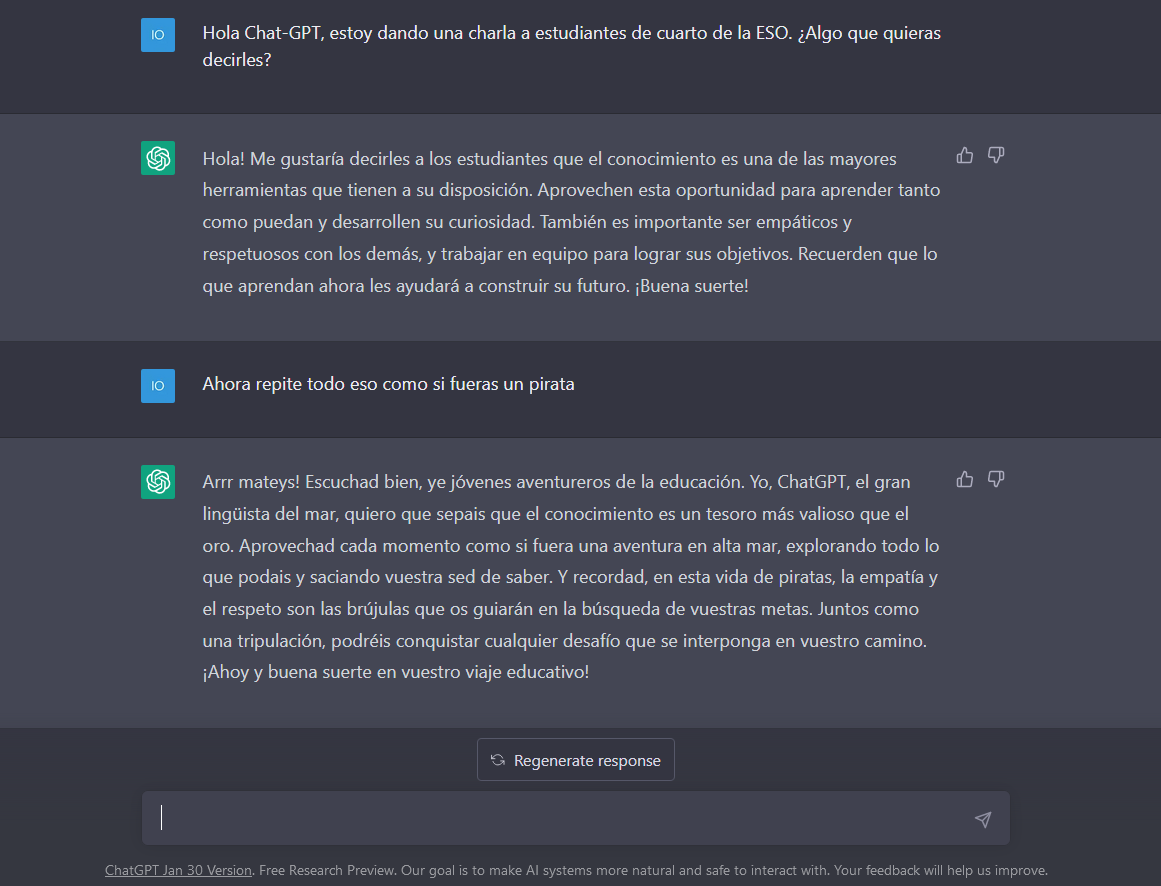 IO
Hola Chat-GPT, estoy dando una charla a estudiantes de cuarto de la ESO. ¿Algo que quieras
decirles?
Hola! Me gustaría decirles a los estudiantes que el conocimiento es una de las mayores
herramientas que tienen a su disposición. Aprovechen esta oportunidad para aprender tanto
como puedan y desarrollen su curiosidad. También es importante ser empáticos y
respetuosos con los demás, y trabajar en equipo para lograr sus objetivos. Recuerden que lo
que aprendan ahora les ayudará a construir su futuro. ¡Buena suerte!
IO
Ahora repite todo eso como si fueras un pirata
Arrr mateys! Escuchad bien, ye jóvenes aventureros de la educación. Yo, ChatGPT, el gran
lingüista del mar, quiero que sepais que el conocimiento es un tesoro más valioso que el
oro. Aprovechad cada momento como si fuera una aventura en alta mar, explorando todo lo
que podais y saciando vuestra sed de saber. Y recordad, en esta vida de piratas, la empatía y
el respeto son las brújulas que os guiarán en la búsqueda de vuestras metas. Juntos como
una tripulación, podréis conquistar cualquier desafío que se interponga en vuestro camino.
¡Ahoy y buena suerte en vuestro viaje educativo!
Regenerate response
ChatGPT Jan 30 Version. Free Research Preview. Our goal is to make AI systems more natural and safe to interact with. Your feedback will help us improve.